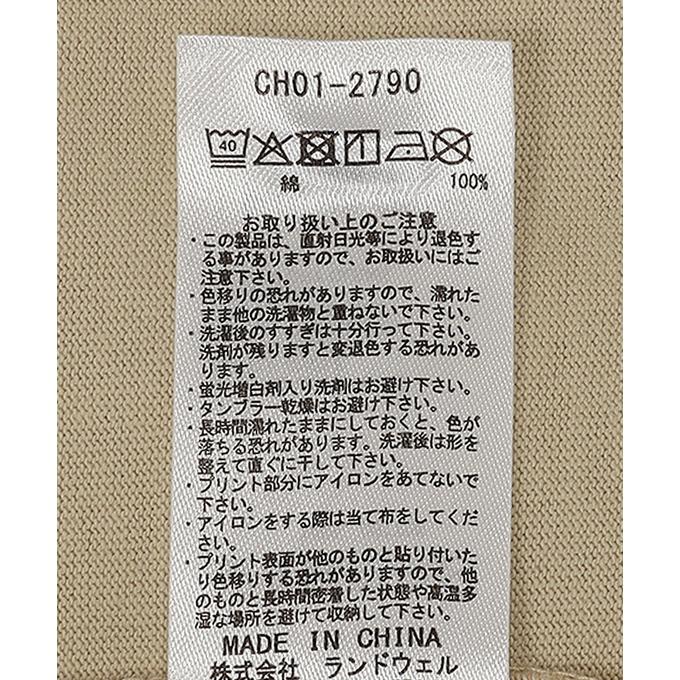 CH01-2790
40
綿 100%
お取り扱い上のご注意
・この製品は、直射日光等により退色す
る事がありますので、お取扱いにはご
注意下さい。
・色移りの恐れがありますので、濡れた
まま他の洗濯物と重ねないで下さい。
・洗濯後のすすぎは十分行って下さい。
洗剤が残りますと変退色する恐れがあ
ります。
・蛍光増白剤入り洗剤はお避け下さい。
・タンブラー乾燥はお避け下さい。
・長時間濡れたままにしておくと、色が
落ちる恐れがあります。洗濯後は形を
整えて直ぐに干して下さい。
・プリント部分にアイロンをあてないで
下さい。
・アイロンをする際は当て布をしてくだ
さい。
・プリント表面が他のものと貼り付いた
り色移りする恐れがありますので、他
のものと長時間密着した状態や高温多
湿な場所を避けて収納して下さい。
MADE IN CHINA
株式会社 ランドウェル